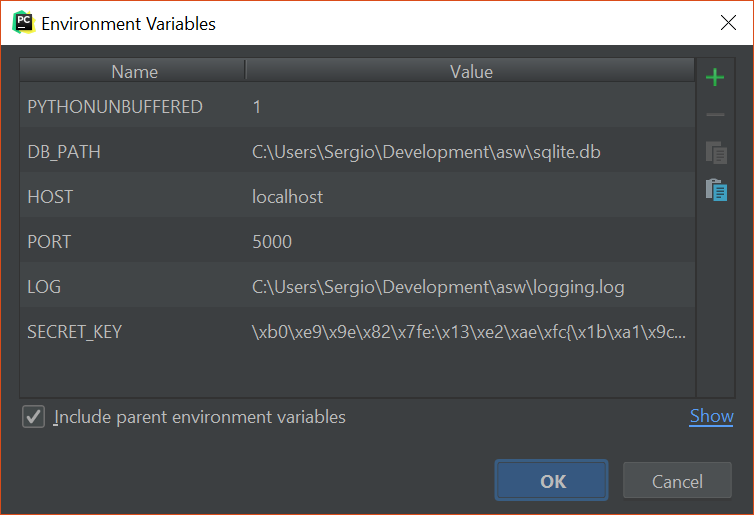 PC
Environment Variables
Name Value
PYTHONUNBUFFERED 1
DB_PATH C:\Users\Sergio\Development\asw\sqlite.db
HOST localhost
PORT 5000
LOG C:\Users\Sergio\Development\asw\logging.log
SECRET_KEY \xb0\xe9\x9e\x82\x7fe:\x13\xe2\xae\xfc{\x1b\xa1\x9c...
Include parent environment variables Show
OK Cancel